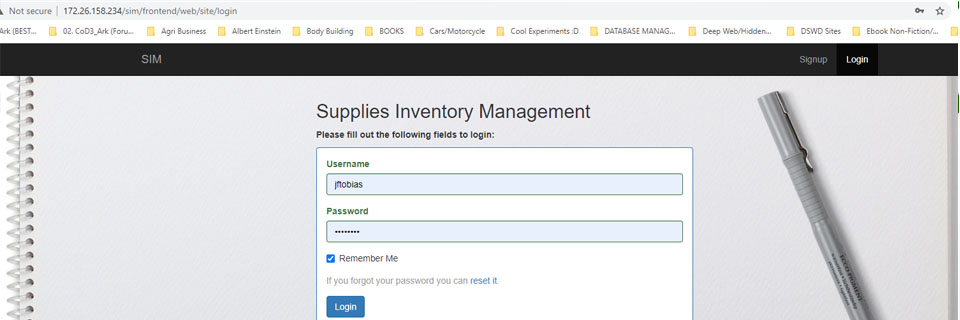 Not secure | 172.26.158.234/sim/frontend/web/site/login
Ark (BEST... 02. CoD3_Ark (Foru... Agri Business Albert Einstein Body Building BOOKS Cars/Motorcycle Cool Experiments :D DATABASE MANAG... Deep Web/Hidden... DSWD Sites Ebook Non-Fiction/...
SIM Signup Login
Supplies Inventory Management
Please fill out the following fields to login:
Username
jftobias
Password
••••••••
Remember Me
If you forgot your password you can reset it
Login